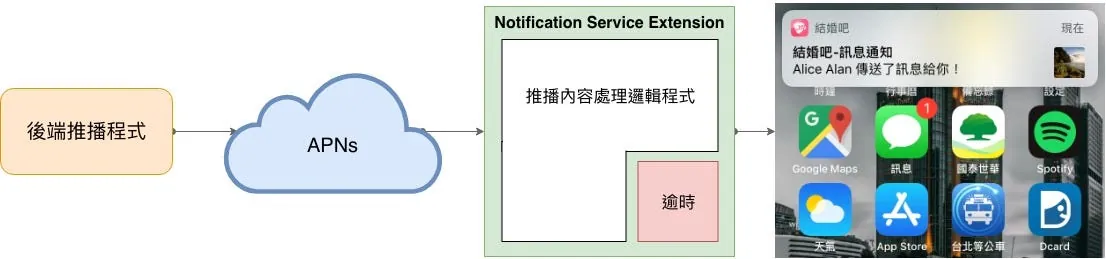 後端推播程式
APNs
Notification Service Extension
推播內容處理邏輯程式
逾時
結婚吧
現在
結婚吧-訊息通知
Alice Alan 傳送了訊息給你！
時鐘
行事曆
備忘錄
設定
1
Google Maps
訊息
國泰世華
Spotify
天氣
App Store
台北等公車
Dcard